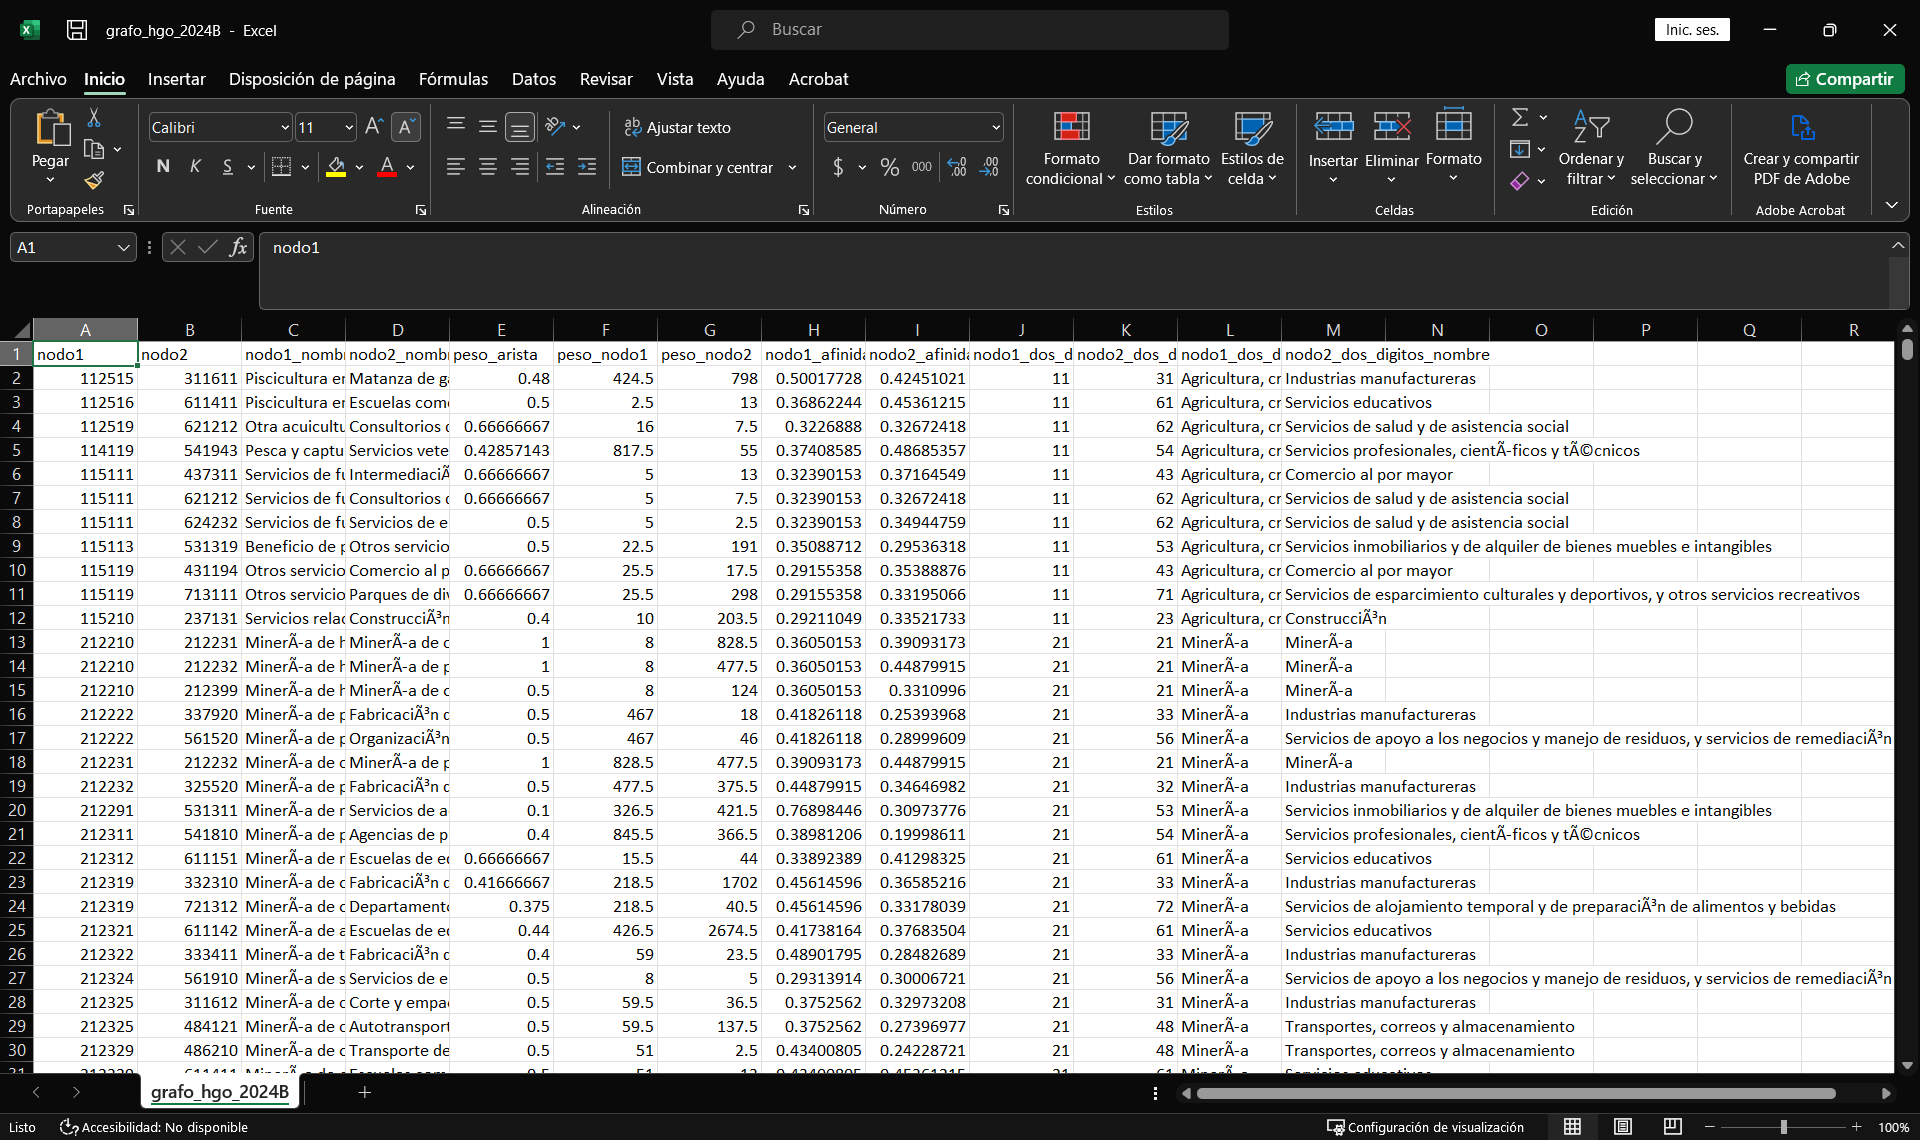 grafo_hgo_2024B - Excel
Buscar
Inic. ses.
Archivo Inicio Insertar Disposición de página Fórmulas Datos Revisar Vista Ayuda Acrobat
Compartir
Pegar
Portapapeles
Calibri 11
N K S
Fuente
Ajustar texto
Combinar y centrar
Alineación
General
$ % 000
Número
Formato condicional
Dar formato como tabla
Estilos de celda
Estilos
Insertar Eliminar Formato
Celdas
Ordenar y filtrar
Buscar y seleccionar
Edición
Crear y compartir PDF de Adobe
Adobe Acrobat
A1 fx nodo1
A B C D E F G H I J K L M N O P Q R
1 nodo1 nodo2 nodo1_nombr nodo2_nombr peso_arista peso_nodo1 peso_nodo2 nodo1_afinida nodo2_afinida nodo1_dos_d nodo2_dos_d nodo1_dos_d nodo2_dos_digitos_nombre
2 112515 311611 Piscicultura en Matanza de ga 0.48 424.5 798 0.50017728 0.42451021 11 31 Agricultura, cr Industrias manufactureras
3 112516 611411 Piscicultura en Escuelas com 0.5 2.5 13 0.36862244 0.45361215 11 61 Agricultura, cr Servicios educativos
4 112519 621212 Otra acuicultu Consultorios d 0.66666667 16 7.5 0.3226888 0.32672418 11 62 Agricultura, cr Servicios de salud y de asistencia social
5 114119 541943 Pesca y captu Servicios vete 0.42857143 817.5 55 0.37408585 0.48685357 11 54 Agricultura, cr Servicios profesionales, cientÃ­ficos y tÃ©cnicos
6 115111 437311 Servicios de fu IntermediaciÃ 0.66666667 5 13 0.32390153 0.37164549 11 43 Agricultura, cr Comercio al por mayor
7 115111 621212 Servicios de fu Consultorios d 0.66666667 5 7.5 0.32390153 0.32672418 11 62 Agricultura, cr Servicios de salud y de asistencia social
8 115111 624232 Servicios de fu Servicios de e 0.5 5 2.5 0.32390153 0.34944759 11 62 Agricultura, cr Servicios de salud y de asistencia social
9 115113 531319 Beneficio de p Otros servicio 0.5 22.5 191 0.35088712 0.29536318 11 53 Agricultura, cr Servicios inmobiliarios y de alquiler de bienes muebles e intangibles
10 115119 431194 Otros servicio Comercio al p 0.66666667 25.5 17.5 0.29155358 0.35388876 11 43 Agricultura, cr Comercio al por mayor
11 115119 713111 Otros servicio Parques de div 0.66666667 25.5 298 0.29155358 0.33195066 11 71 Agricultura, cr Servicios de esparcimiento culturales y deportivos, y otros servicios recreativos
12 115210 237131 Servicios relac ConstrucciÃ³n 0.4 10 203.5 0.29211049 0.33521733 11 23 Agricultura, cr ConstrucciÃ³n
13 212210 212231 MinerÃ­a de h MinerÃ­a de c 1 8 828.5 0.36050153 0.39093173 21 21 MinerÃ­a MinerÃ­a
14 212210 212232 MinerÃ­a de h MinerÃ­a de p 1 8 477.5 0.36050153 0.44879915 21 21 MinerÃ­a MinerÃ­a
15 212210 212399 MinerÃ­a de h MinerÃ­a de c 0.5 8 124 0.36050153 0.3310996 21 21 MinerÃ­a MinerÃ­a
16 212222 337920 MinerÃ­a de p FabricaciÃ³n d 0.5 467 18 0.41826118 0.25393968 21 33 MinerÃ­a Industrias manufactureras
17 212222 561520 MinerÃ­a de p OrganizaciÃ³n 0.5 467 46 0.41826118 0.28999609 21 56 MinerÃ­a Servicios de apoyo a los negocios y manejo de residuos, y servicios de remediaciÃ³n
18 212231 212232 MinerÃ­a de c MinerÃ­a de p 1 828.5 477.5 0.39093173 0.44879915 21 21 MinerÃ­a MinerÃ­a
19 212232 325520 MinerÃ­a de p FabricaciÃ³n d 0.5 477.5 375.5 0.44879915 0.34646982 21 32 MinerÃ­a Industrias manufactureras
20 212291 531311 MinerÃ­a de r Servicios de a 0.1 326.5 421.5 0.76898446 0.30973776 21 53 MinerÃ­a Servicios inmobiliarios y de alquiler de bienes muebles e intangibles
21 212311 541810 MinerÃ­a de p Agencias de p 0.4 845.5 366.5 0.38981206 0.19998611 21 54 MinerÃ­a Servicios profesionales, cientÃ­ficos y tÃ©cnicos
22 212312 611151 MinerÃ­a de r Escuelas de ec 0.66666667 15.5 44 0.33892389 0.41298325 21 61 MinerÃ­a Servicios educativos
23 212319 332310 MinerÃ­a de c FabricaciÃ³n d 0.41666667 218.5 1702 0.45614596 0.36585216 21 33 MinerÃ­a Industrias manufactureras
24 212319 721312 MinerÃ­a de c Departamento 0.375 218.5 40.5 0.45614596 0.33178039 21 72 MinerÃ­a Servicios de alojamiento temporal y de preparaciÃ³n de alimentos y bebidas
25 212321 611142 MinerÃ­a de a Escuelas de ec 0.44 426.5 2674.5 0.41738164 0.37683504 21 61 MinerÃ­a Servicios educativos
26 212322 333411 MinerÃ­a de t FabricaciÃ³n d 0.4 59 23.5 0.48901795 0.28482689 21 33 MinerÃ­a Industrias manufactureras
27 212324 561910 MinerÃ­a de s Servicios de e 0.5 8 5 0.29313914 0.30006721 21 56 MinerÃ­a Servicios de apoyo a los negocios y manejo de residuos, y servicios de remediaciÃ³n
28 212325 311612 MinerÃ­a de c Corte y empac 0.5 59.5 36.5 0.3752562 0.32973208 21 31 MinerÃ­a Industrias manufactureras
29 212325 484121 MinerÃ­a de c Autotransport 0.5 59.5 137.5 0.3752562 0.27396977 21 48 MinerÃ­a Transportes, correos y almacenamiento
30 212329 486210 MinerÃ­a de c Transporte de 0.5 51 2.5 0.43400805 0.24228721 21 48 MinerÃ­a Transportes, correos y almacenamiento
grafo_hgo_2024B
Listo Accesibilidad: No disponible Configuración de visualización 100%